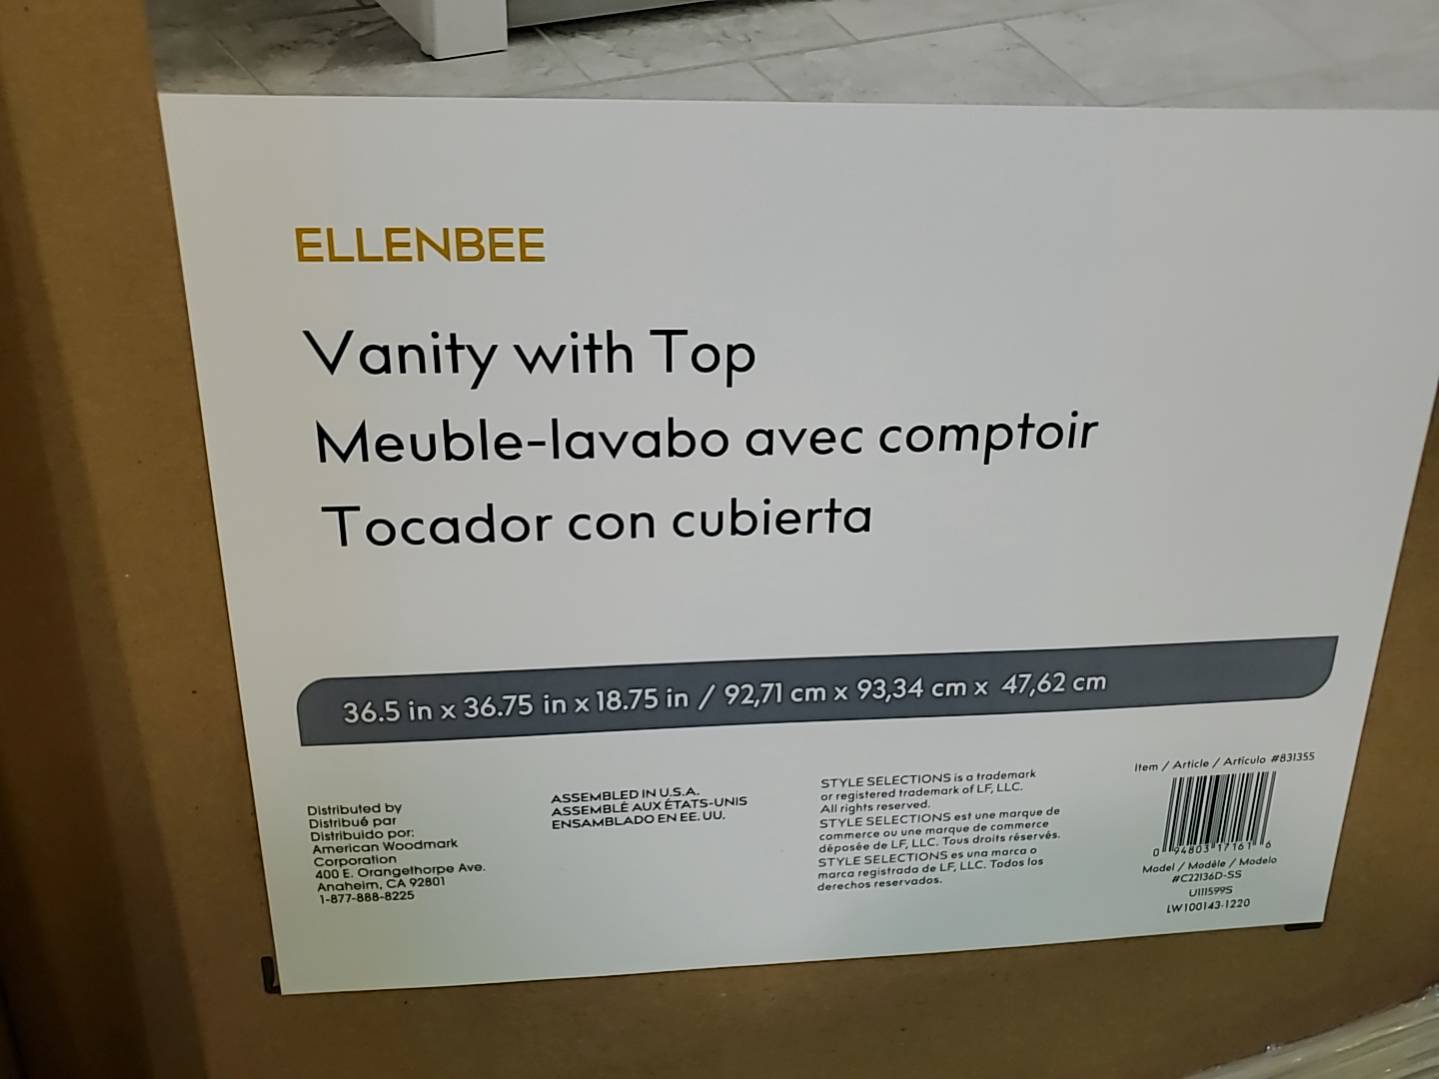 ELLENBEE
Vanity with Top
Meuble-lavabo avec comptoir
Tocador con cubierta
36.5 in x 36.75 in x 18.75 in / 92,71 cm x 93,34 cm x 47,62 cm
Distributed by
Distribué par
Distribuido por:
American Woodmark
Corporation
400 E. Orangethorpe Ave.
Anaheim, CA 92801
1-877-888-8225
ASSEMBLED IN U.S.A.
ASSEMBLÉ AUX ÉTATS-UNIS
ENSAMBLADO EN EE. UU.
STYLE SELECTIONS is a trademark
or registered trademark of LF, LLC.
All rights reserved.
STYLE SELECTIONS est une marque de
commerce ou une marque de commerce
déposée de LF, LLC. Tous droits réservés.
STYLE SELECTIONS es una marca o
marca registrada de LF, LLC. Todos los
derechos reservados.
Item / Article / Artículo #831355
0 94803 17161 6
Model / Modèle / Modelo
#C22136D-SS
U111599S
LW100143-1220